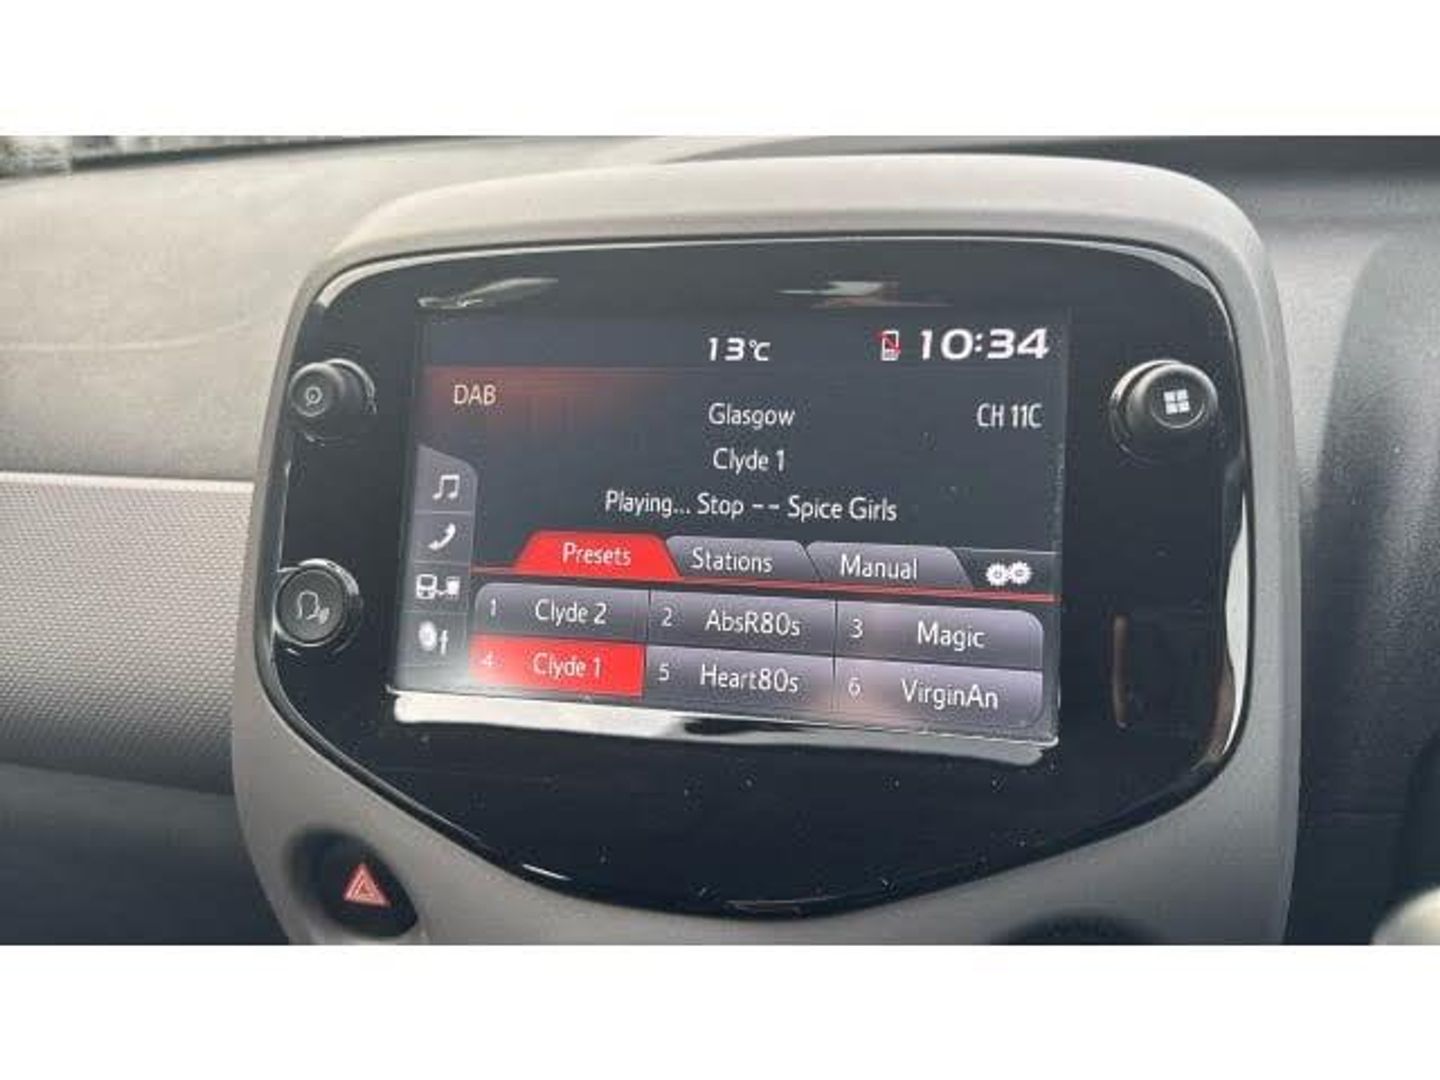 13°C 10:34
DAB
Glasgow CH 11C
Clyde 1
Playing... Stop -- Spice Girls
Presets Stations Manual
1 Clyde 2 2 AbsR80s 3 Magic
4 Clyde 1 5 Heart80s 6 VirginAn